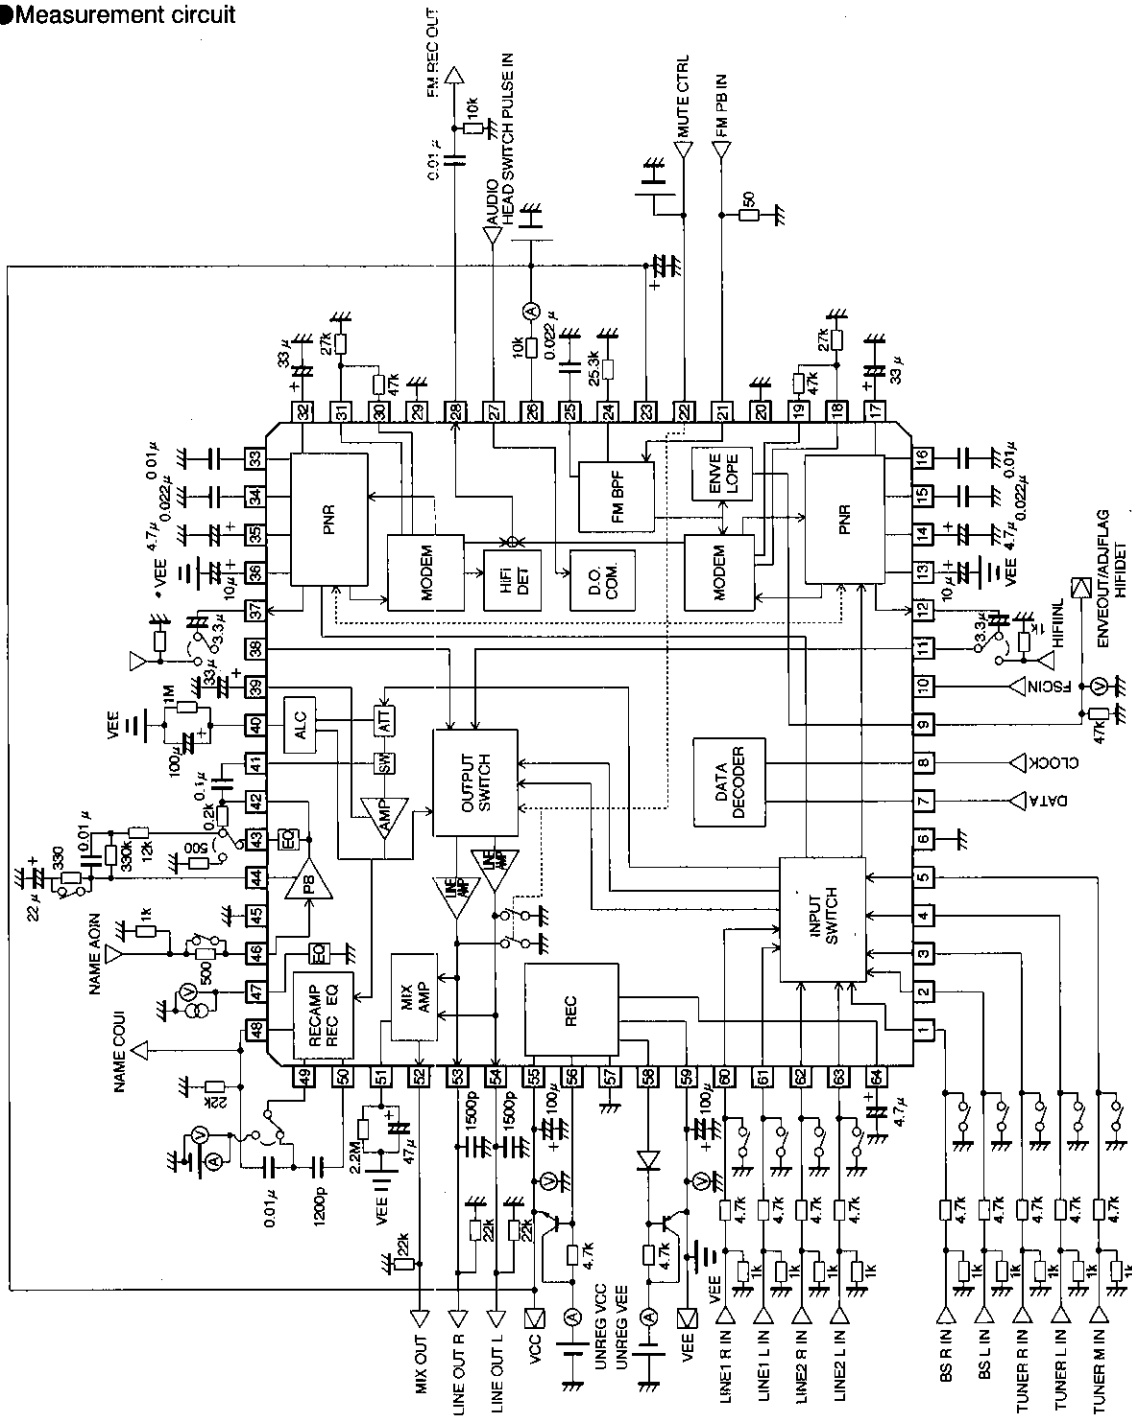 ●Measurement circuit
FM REC OUT
0.01μ
10k
AUDIO
HEAD SWITCH PULSE IN
MUTE CTRL
FM PB IN
50
33μ
27k
47k
10k
A
0.022μ
25.3k
47k
27k
33μ
32
31
30
29
28
27
26
25
24
23
22
21
20
19
18
17
0 01μ
0.022μ
4.7μ
* VEE
10μ
3.3μ
33μ
1M
VEE
100μ
0.1μ
0.2k
0.01μ
330k
12k
500
330
22μ
1k
NAME AOIN
500
V
NAME COUI
33
34
35
36
37
38
39
40
41
42
43
44
45
46
47
48
PNR
MODEM
HiFi
DET
D.O.
COM.
FM BPF
ENVE
LOPE
MODEM
PNR
ALC
ATT
SW
AMP
EQ
PB
EQ
OUTPUT
SWITCH
LINE
AMP
LINE
AMP
DATA
DECODER
INPUT
SWITCH
RECAMP
REC EQ
MIX
AMP
REC
16
15
14
13
12
11
10
9
8
7
6
5
4
3
2
1
0.01μ
0.022μ
4.7μ
10μ
VEE
3.3μ
1k
HIFIINL
ENVEOUT/ADJFLAG
HIFIDET
FSCIN
V
47k
CLOCK
DATA
49
50
51
52
53
54
55
56
57
58
59
60
61
62
63
64
22k
V
A
0.01μ
1200p
2.2M
47μ
VEE
22k
1500p
1500p
22k
22k
100μ
V
4.7k
A
4.7k
A
100μ
V
VEE
4.7k
4.7k
4.7k
4.7k
1k
1k
1k
1k
4.7μ
4.7k
4.7k
4.7k
4.7k
4.7k
1k
1k
1k
1k
1k
MIX OUT
LINE OUT R
LINE OUT L
VCC
UNREG VCC
UNREG VEE
VEE
LINE1 R IN
LINE1 L IN
LINE2 R IN
LINE2 L IN
BS R IN
BS L IN
TUNER R IN
TUNER L IN
TUNER M IN